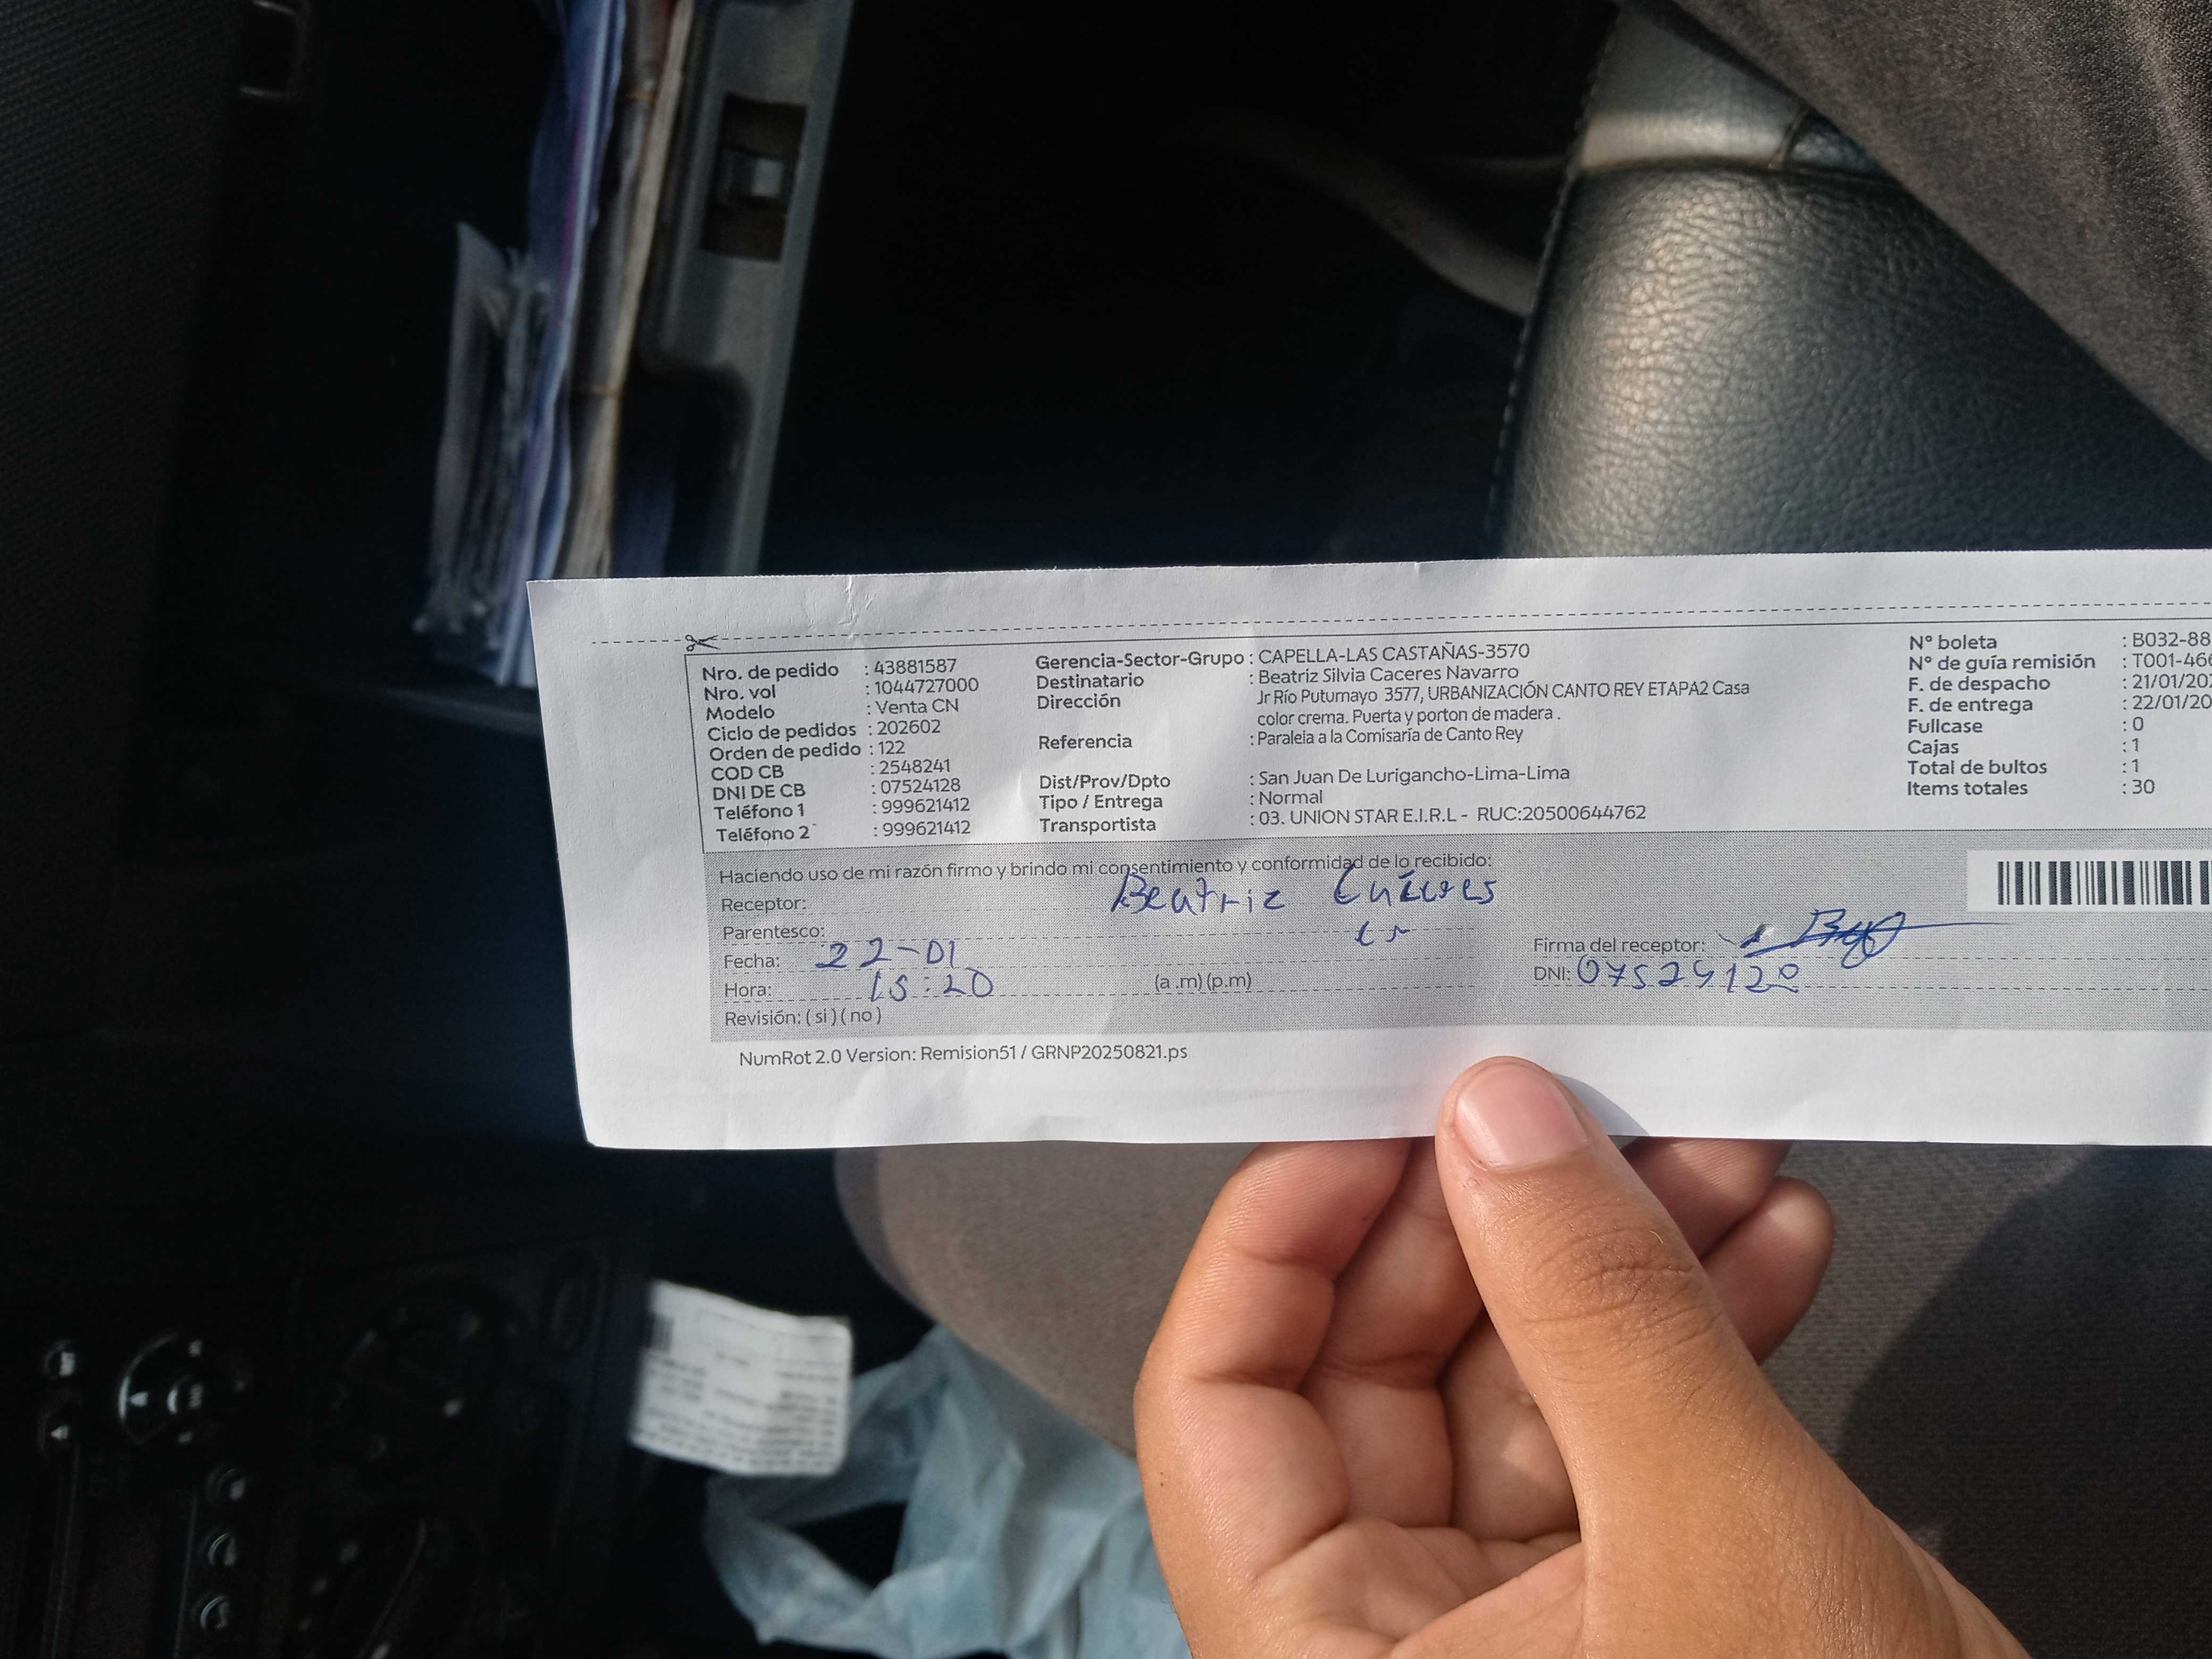 Nro. de pedido : 43881587
Nro. vol : 1044727000
Modelo : Venta CN
Ciclo de pedidos : 202602
Orden de pedido : 122
COD CB : 2548241
DNI DE CB : 07524128
Teléfono 1 : 999621412
Teléfono 2 : 999621412
Gerencia-Sector-Grupo : CAPELLA-LAS CASTAÑAS-3570
Destinatario : Beatriz Silvia Caceres Navarro
Dirección Jr Río Putumayo 3577, URBANIZACIÓN CANTO REY ETAPA2 Casa
color crema. Puerta y porton de madera .
Referencia : Paralela a la Comisaría de Canto Rey
Dist/Prov/Dpto : San Juan De Lurigancho-Lima-Lima
Tipo / Entrega : Normal
Transportista : 03. UNION STAR E.I.R.L - RUC:20500644762
N° boleta : B032-88
N° de guía remisión : T001-466
F. de despacho : 21/01/202
F. de entrega : 22/01/20
Fullcase : 0
Cajas : 1
Total de bultos : 1
Items totales : 30
Haciendo uso de mi razón firmo y brindo mi consentimiento y conformidad de lo recibido:
Receptor: Beatriz
Parentesco:
Fecha: 22-01
Hora: 15:20 (a.m) (p.m)
Revisión: ( si ) ( no )
Firma del receptor:
DNI: 07524128
NumRot 2.0 Version: Remision51 / GRNP20250821.ps